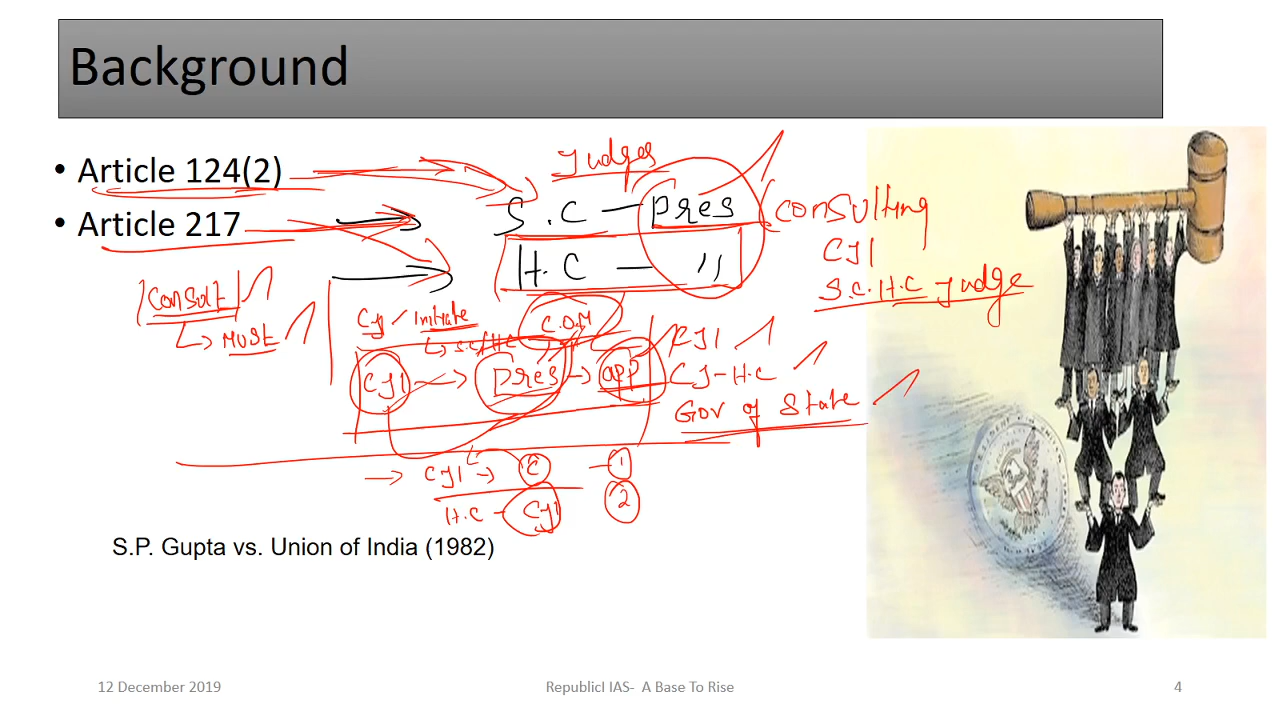 Background
• Article 124(2)
• Article 217
Judges
S.C — Pres
consulting
CJI
S.C. H.C Judge
H.C — "
Consult
↳ Must
CJ / Initiate
↳ S.C/H.C
C.O.M
CJI → Pres → app
CJI
CJ-H.C
Gov of State
→ CJI → C — 1
H.C - CJI 2
S.P. Gupta vs. Union of India (1982)
12 December 2019
RepublicI IAS- A Base To Rise
4